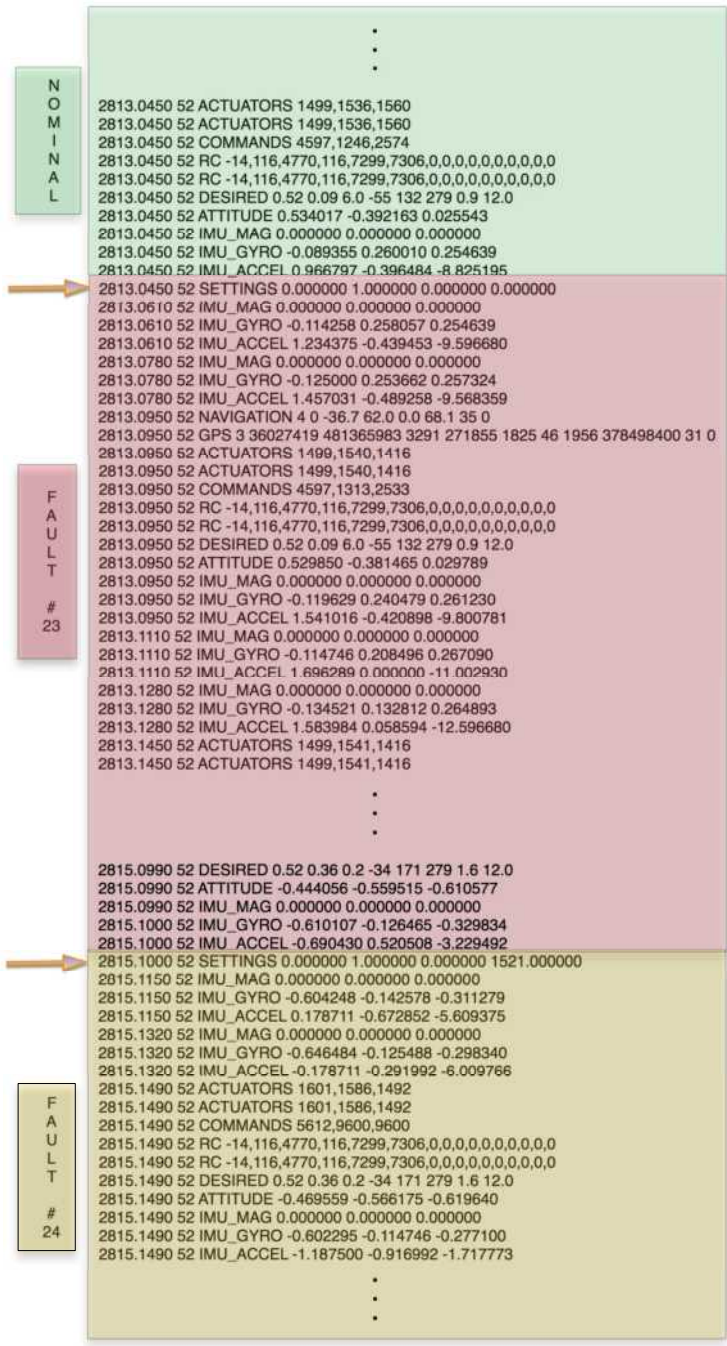 NOMINAL
2813.0450 52 ACTUATORS 1499,1536,1560
2813.0450 52 ACTUATORS 1499,1536,1560
2813.0450 52 COMMANDS 4597,1246,2574
2813.0450 52 RC -14,116,4770,116,7299,7306,0,0,0,0,0,0,0,0,0,0
2813.0450 52 RC -14,116,4770,116,7299,7306,0,0,0,0,0,0,0,0,0,0
2813.0450 52 DESIRED 0.52 0.09 6.0 -55 132 279 0.9 12.0
2813.0450 52 ATTITUDE 0.534017 -0.392163 0.025543
2813.0450 52 IMU_MAG 0.000000 0.000000 0.000000
2813.0450 52 IMU_GYRO -0.089355 0.260010 0.254639
2813.0450 52 IMU_ACCEL 0.966797 -0.396484 -8.825195
FAULT # 23
2813.0450 52 SETTINGS 0.000000 1.000000 0.000000 0.000000
2813.0610 52 IMU_MAG 0.000000 0.000000 0.000000
2813.0610 52 IMU_GYRO -0.114258 0.258057 0.254639
2813.0610 52 IMU_ACCEL 1.234375 -0.439453 -9.596680
2813.0780 52 IMU_MAG 0.000000 0.000000 0.000000
2813.0780 52 IMU_GYRO -0.125000 0.253662 0.257324
2813.0780 52 IMU_ACCEL 1.457031 -0.489258 -9.568359
2813.0950 52 NAVIGATION 4 0 -36.7 62.0 0.0 68.1 35 0
2813.0950 52 GPS 3 36027419 481365983 3291 271855 1825 46 1956 378498400 31 0
2813.0950 52 ACTUATORS 1499,1540,1416
2813.0950 52 ACTUATORS 1499,1540,1416
2813.0950 52 COMMANDS 4597,1313,2533
2813.0950 52 RC -14,116,4770,116,7299,7306,0,0,0,0,0,0,0,0,0,0
2813.0950 52 RC -14,116,4770,116,7299,7306,0,0,0,0,0,0,0,0,0,0
2813.0950 52 DESIRED 0.52 0.09 6.0 -55 132 279 0.9 12.0
2813.0950 52 ATTITUDE 0.529850 -0.381465 0.029789
2813.0950 52 IMU_MAG 0.000000 0.000000 0.000000
2813.0950 52 IMU_GYRO -0.119629 0.240479 0.261230
2813.0950 52 IMU_ACCEL 1.541016 -0.420898 -9.800781
2813.1110 52 IMU_MAG 0.000000 0.000000 0.000000
2813.1110 52 IMU_GYRO -0.114746 0.208496 0.267090
2813.1110 52 IMU_ACCEL 1.696289 0.000000 -11.002930
2813.1280 52 IMU_MAG 0.000000 0.000000 0.000000
2813.1280 52 IMU_GYRO -0.134521 0.132812 0.264893
2813.1280 52 IMU_ACCEL 1.583984 0.058594 -12.596680
2813.1450 52 ACTUATORS 1499,1541,1416
2813.1450 52 ACTUATORS 1499,1541,1416
2815.0990 52 DESIRED 0.52 0.36 0.2 -34 171 279 1.6 12.0
2815.0990 52 ATTITUDE -0.444056 -0.559515 -0.610577
2815.0990 52 IMU_MAG 0.000000 0.000000 0.000000
2815.1000 52 IMU_GYRO -0.610107 -0.126465 -0.329834
2815.1000 52 IMU_ACCEL -0.690430 0.520508 -3.229492
FAULT # 24
2815.1000 52 SETTINGS 0.000000 1.000000 0.000000 1521.000000
2815.1150 52 IMU_MAG 0.000000 0.000000 0.000000
2815.1150 52 IMU_GYRO -0.604248 -0.142578 -0.311279
2815.1150 52 IMU_ACCEL 0.178711 -0.672852 -5.609375
2815.1320 52 IMU_MAG 0.000000 0.000000 0.000000
2815.1320 52 IMU_GYRO -0.646484 -0.125488 -0.298340
2815.1320 52 IMU_ACCEL -0.178711 -0.291992 -6.009766
2815.1490 52 ACTUATORS 1601,1586,1492
2815.1490 52 ACTUATORS 1601,1586,1492
2815.1490 52 COMMANDS 5612,9600,9600
2815.1490 52 RC -14,116,4770,116,7299,7306,0,0,0,0,0,0,0,0,0,0
2815.1490 52 RC -14,116,4770,116,7299,7306,0,0,0,0,0,0,0,0,0,0
2815.1490 52 DESIRED 0.52 0.36 0.2 -34 171 279 1.6 12.0
2815.1490 52 ATTITUDE -0.469559 -0.566175 -0.619640
2815.1490 52 IMU_MAG 0.000000 0.000000 0.000000
2815.1490 52 IMU_GYRO -0.602295 -0.114746 -0.277100
2815.1490 52 IMU_ACCEL -1.187500 -0.916992 -1.717773